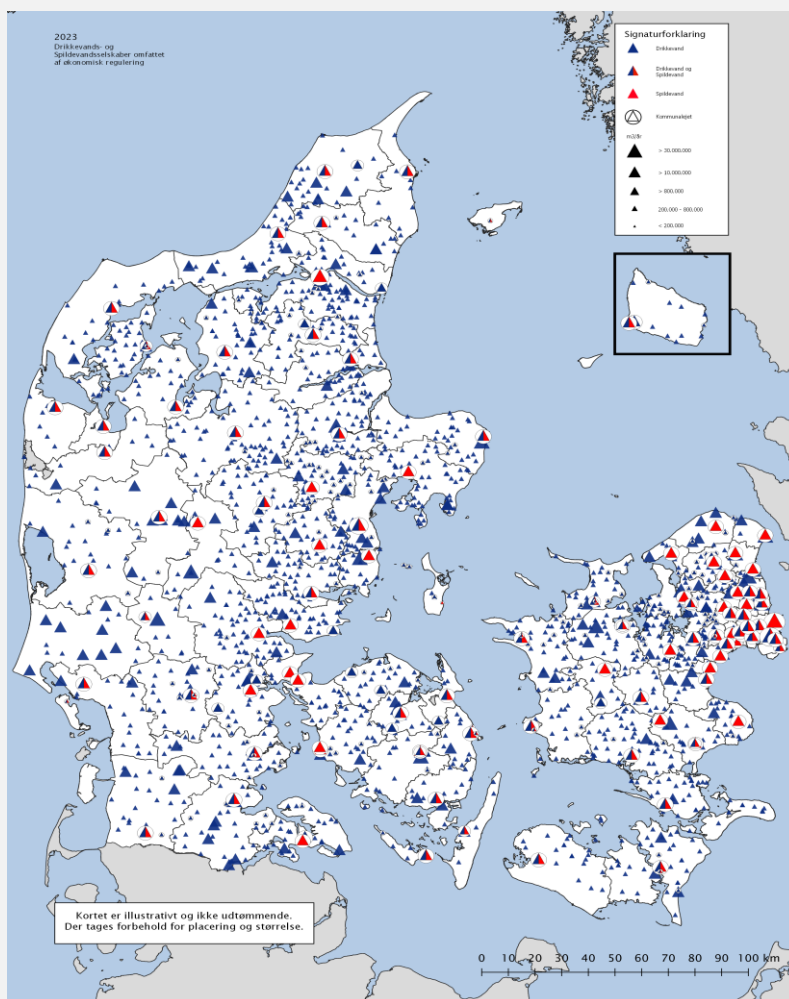 2023
Drikkevands- og
Spildevandsselskaber omfattet
af økonomisk regulering
Signaturforklaring
Drikkevand
Drikkevand og
Spildevand
Spildevand
Kommunalejet
m3/år
> 30.000.000
> 10.000.000
> 800.000
200.000 - 800.000
< 200.000
Kortet er illustrativt og ikke udtømmende.
Der tages forbehold for placering og størrelse.
0 10 20 30 40 50 60 70 80 90 100 km